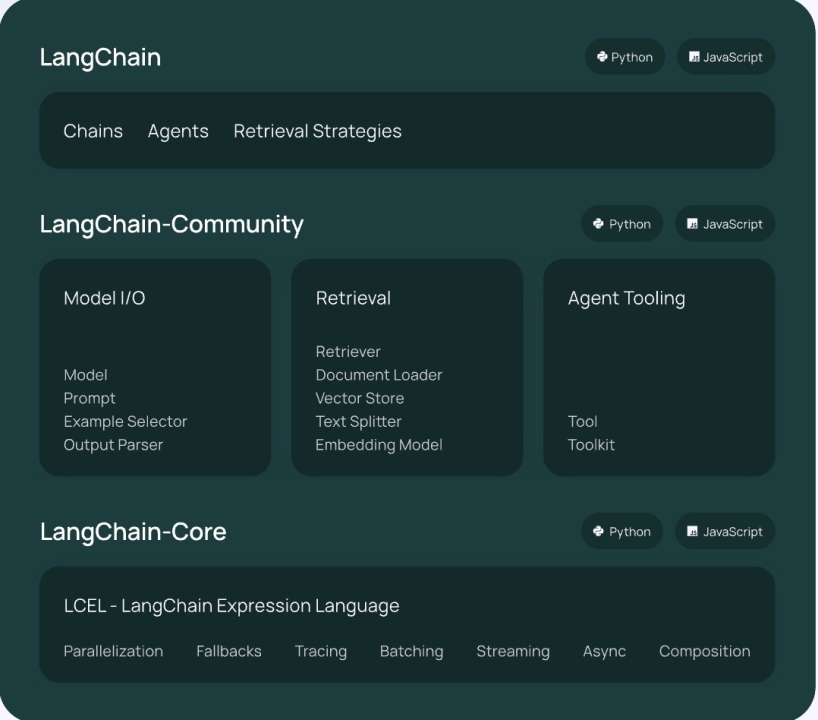 LangChain Python JavaScript
Chains Agents Retrieval Strategies
LangChain-Community Python JavaScript
Model I/O
Model
Prompt
Example Selector
Output Parser
Retrieval
Retriever
Document Loader
Vector Store
Text Splitter
Embedding Model
Agent Tooling
Tool
Toolkit
LangChain-Core Python JavaScript
LCEL - LangChain Expression Language
Parallelization Fallbacks Tracing Batching Streaming Async Composition